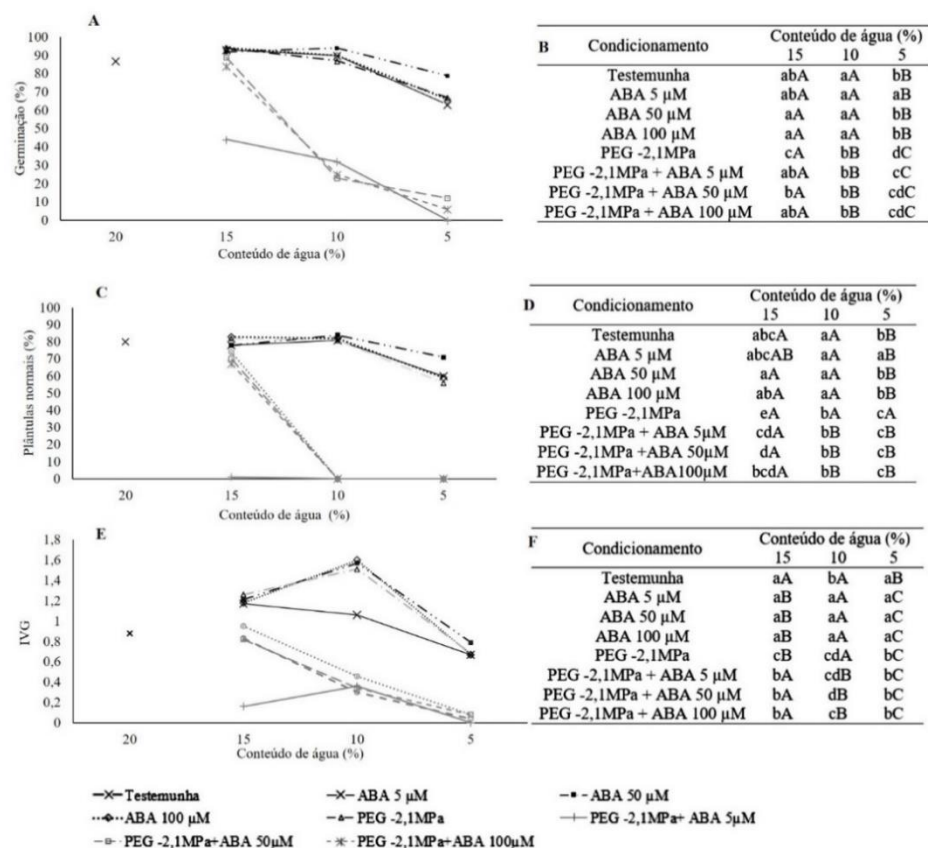 A
Germinação (%)
100
90
80
70
60
50
40
30
20
10
0
20 15 10 5
Conteúdo de água (%)
B Condicionamento Conteúdo de água (%)
15 10 5
Testemunha abA aA bB
ABA 5 µM abA aA aB
ABA 50 µM aA aA bB
ABA 100 µM aA aA bB
PEG -2,1MPa cA bB dC
PEG -2,1MPa + ABA 5 µM abA bB cC
PEG -2,1MPa + ABA 50 µM bA bB cdC
PEG -2,1MPa + ABA 100 µM abA bB cdC
C
Plântulas normais (%)
100
90
80
70
60
50
40
30
20
10
0
20 15 10 5
Conteúdo de água (%)
D Condicionamento Conteúdo de água (%)
15 10 5
Testemunha abcA aA bB
ABA 5 µM abcAB aA aB
ABA 50 µM aA aA bB
ABA 100 µM abA aA bB
PEG -2,1MPa eA bA cA
PEG -2,1MPa + ABA 5µM cdA bB cB
PEG -2,1MPa +ABA 50µM dA bB cB
PEG -2,1MPa+ABA100µM bcdA bB cB
E
IVG
1,8
1,6
1,4
1,2
1
0,8
0,6
0,4
0,2
0
20 15 10 5
Conteúdo de água (%)
F Condicionamento Conteúdo de água (%)
15 10 5
Testemunha aA bA aB
ABA 5 µM aB aA aC
ABA 50 µM aB aA aC
ABA 100 µM aB aA aC
PEG -2,1MPa cB cdA bC
PEG -2,1MPa + ABA 5 µM bA cdB bC
PEG -2,1MPa + ABA 50 µM bA dB bC
PEG -2,1MPa + ABA 100 µM bA cB bC
Testemunha ABA 5 µM ABA 50 µM
ABA 100 µM PEG -2,1MPa PEG -2,1MPa+ ABA 5µM
PEG -2,1MPa+ABA 50µM PEG -2,1MPa+ABA 100µM